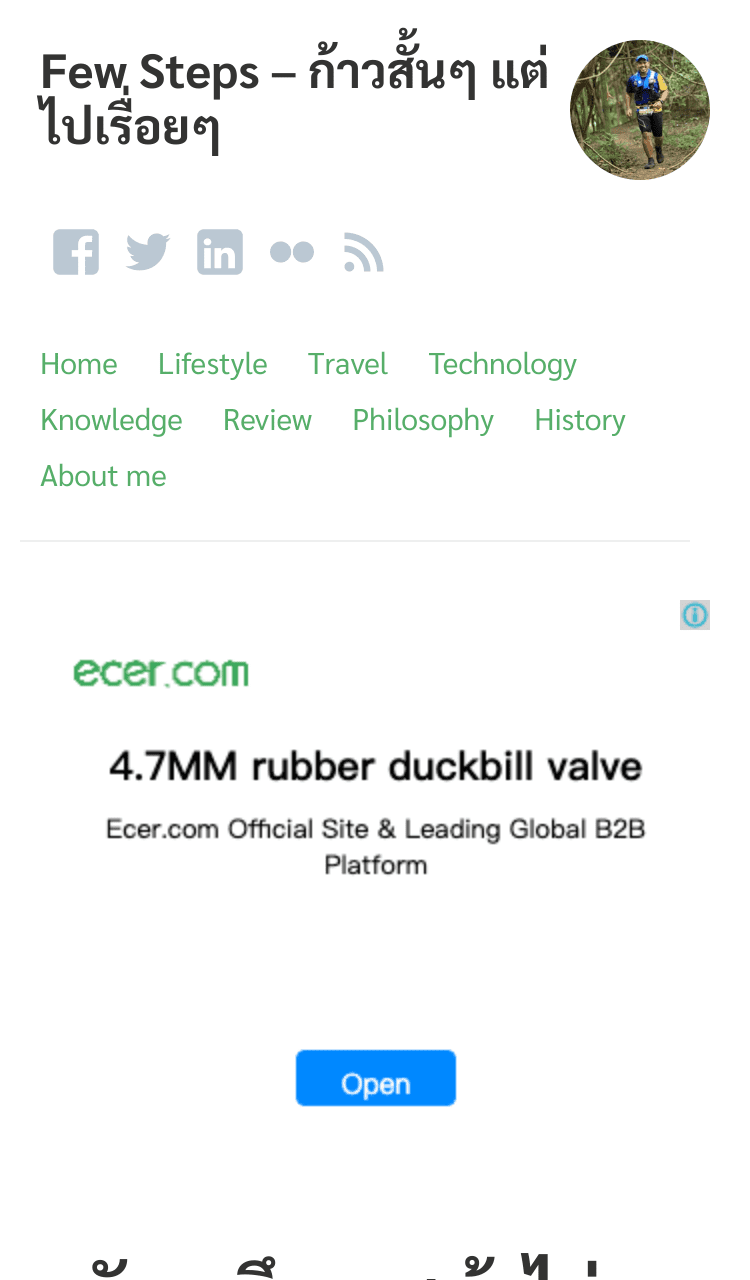 Few Steps – ก้าวสั้นๆ แต่
ไปเรื่อยๆ
Home Lifestyle Travel Technology
Knowledge Review Philosophy History
About me
ecer.com
4.7MM rubber duckbill valve
Ecer.com Official Site & Leading Global B2B
Platform
Open